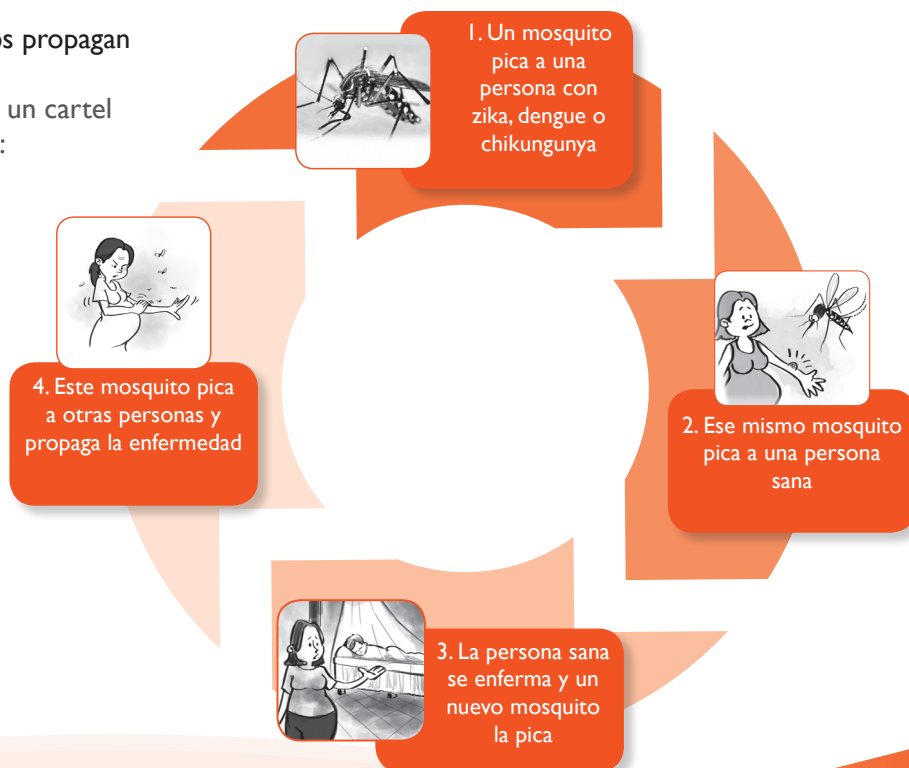 os propagan
un cartel
:
1. Un mosquito
pica a una
persona con
zika, dengue o
chikungunya
2. Ese mismo mosquito
pica a una persona
sana
3. La persona sana
se enferma y un
nuevo mosquito
la pica
4. Este mosquito pica
a otras personas y
propaga la enfermedad